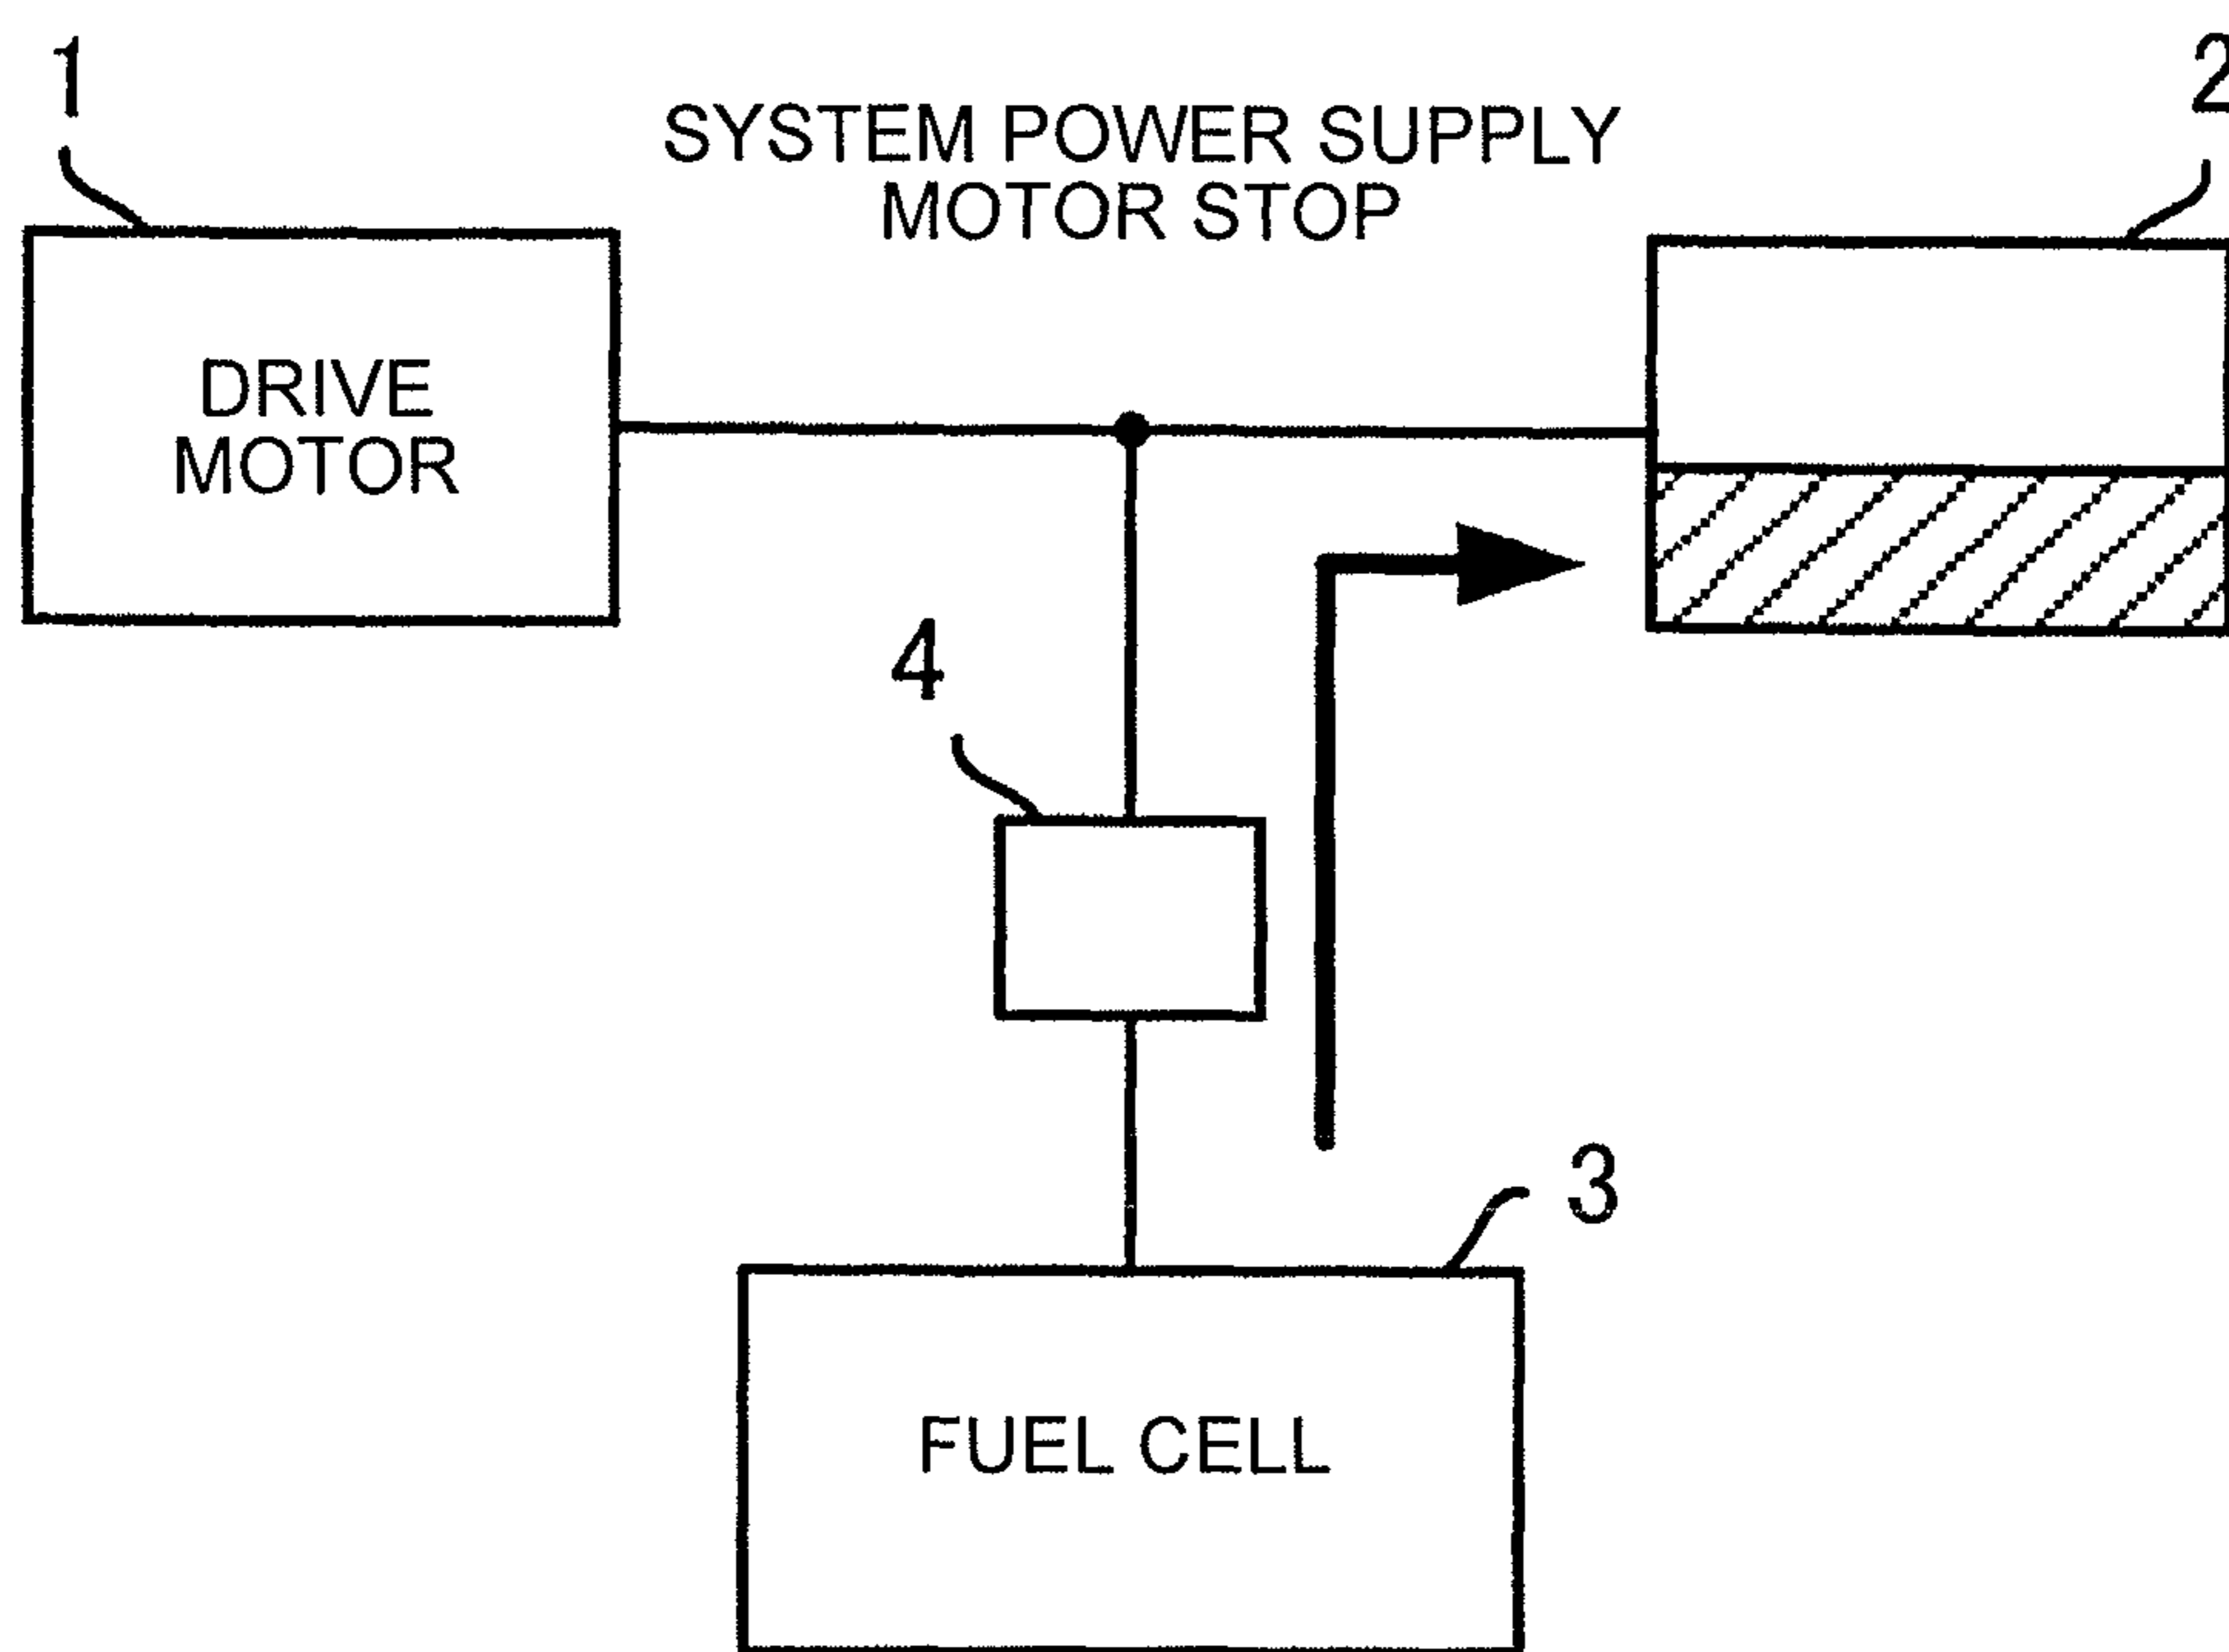 1
2
SYSTEM POWER SUPPLY
MOTOR STOP
DRIVE
MOTOR
4
3
FUEL CELL